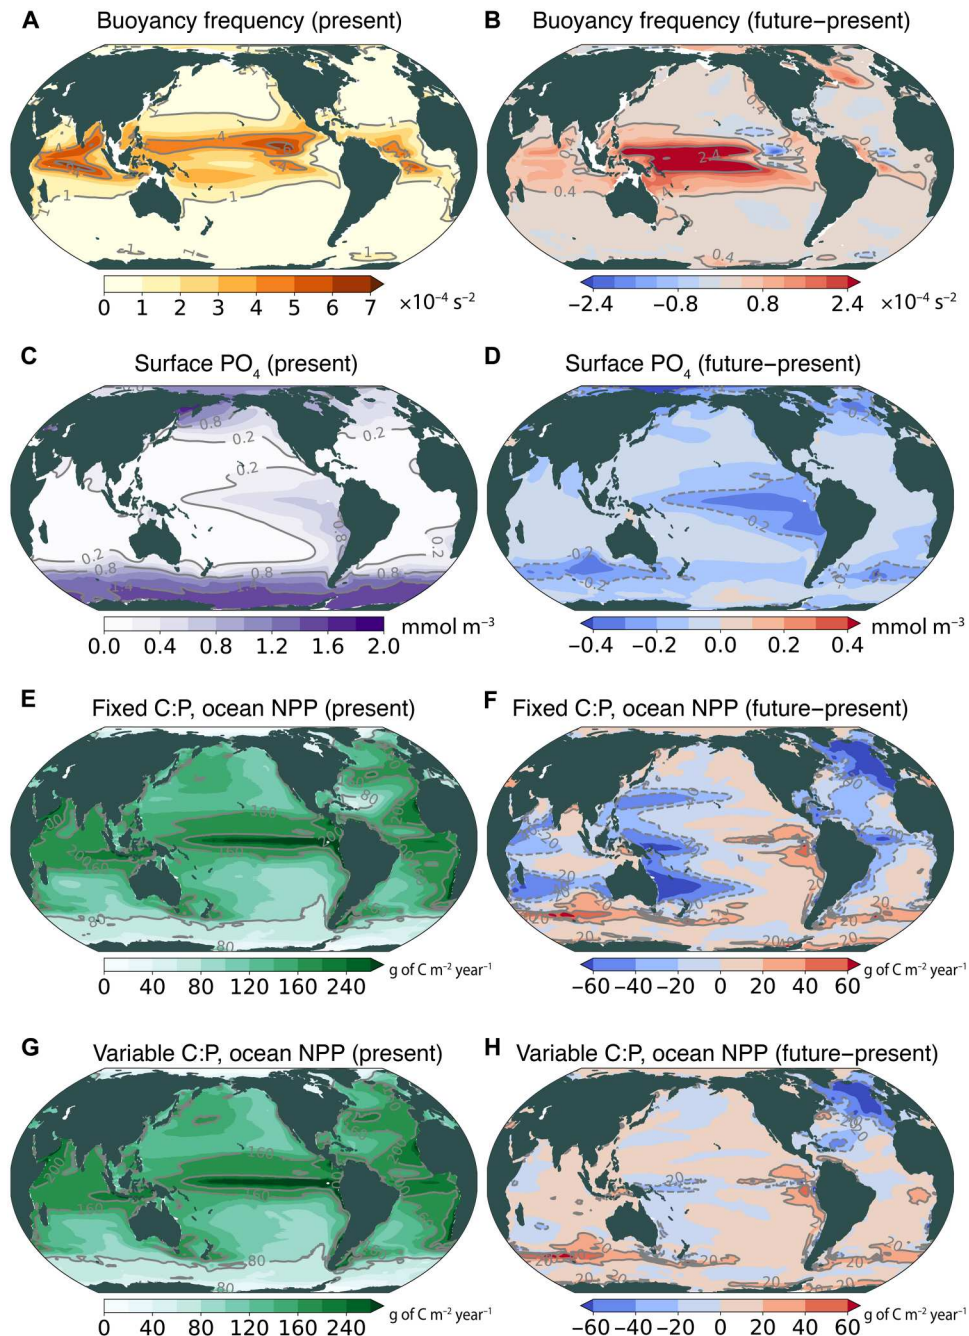 A Buoyancy frequency (present)
B Buoyancy frequency (future−present)
0 1 2 3 4 5 6 7 ×10⁻⁴ s⁻²
−2.4 −0.8 0.8 2.4 ×10⁻⁴ s⁻²
C Surface PO₄ (present)
D Surface PO₄ (future−present)
0.0 0.4 0.8 1.2 1.6 2.0 mmol m⁻³
−0.4 −0.2 0.0 0.2 0.4 mmol m⁻³
E Fixed C:P, ocean NPP (present)
F Fixed C:P, ocean NPP (future−present)
0 40 80 120 160 240 g of C m⁻² year⁻¹
−60 −40 −20 0 20 40 60 g of C m⁻² year⁻¹
G Variable C:P, ocean NPP (present)
H Variable C:P, ocean NPP (future−present)
0 40 80 120 160 240 g of C m⁻² year⁻¹
−60 −40 −20 0 20 40 60 g of C m⁻² year⁻¹